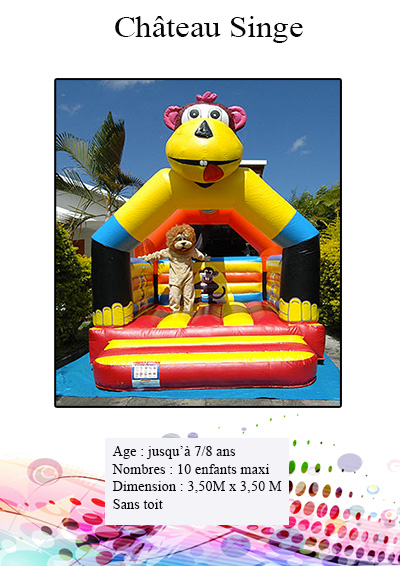 Château Singe
Age : jusqu'à 7/8 ans
Nombres : 10 enfants maxi
Dimension : 3,50M x 3,50 M
Sans toit